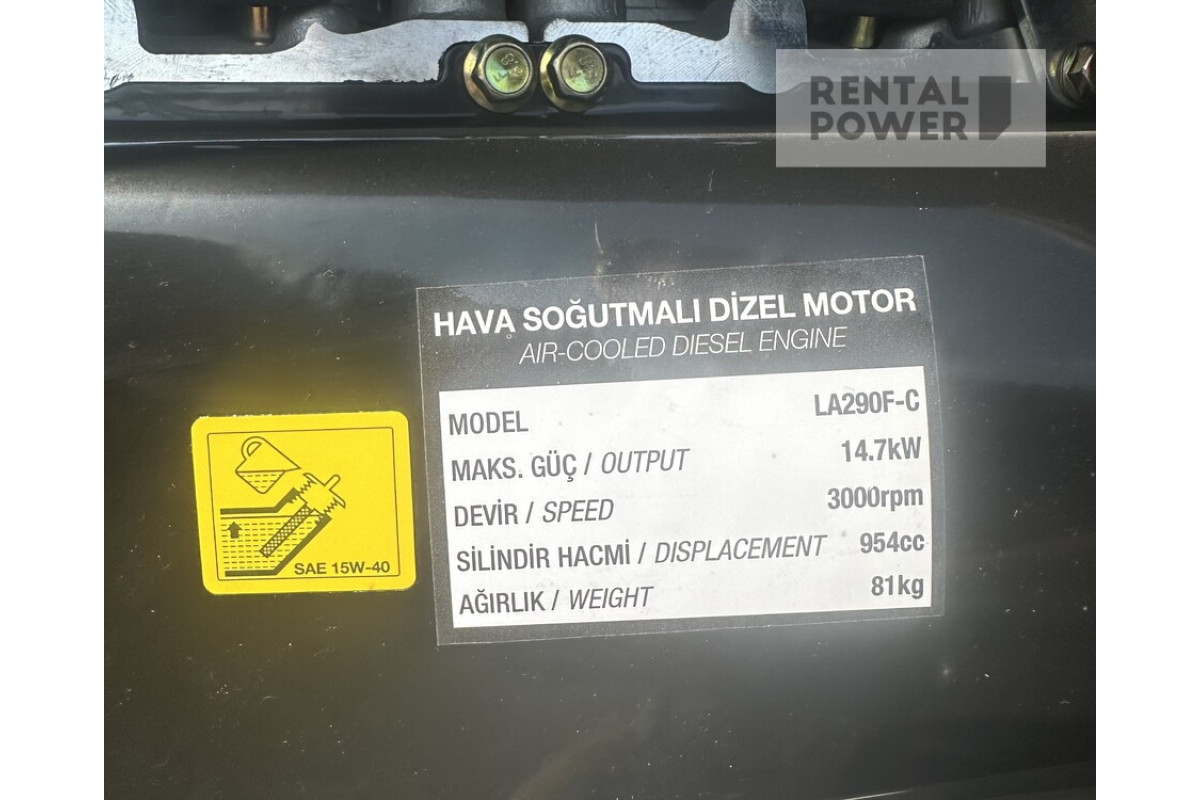 RENTAL
POWER
HAVA SOĞUTMALI DİZEL MOTOR
AIR-COOLED DIESEL ENGINE
MODEL LA290F-C
MAKS. GÜÇ / OUTPUT 14.7kW
DEVİR / SPEED 3000rpm
SİLİNDİR HACMİ / DISPLACEMENT 954cc
AĞIRLIK / WEIGHT 81kg
SAE 15W-40